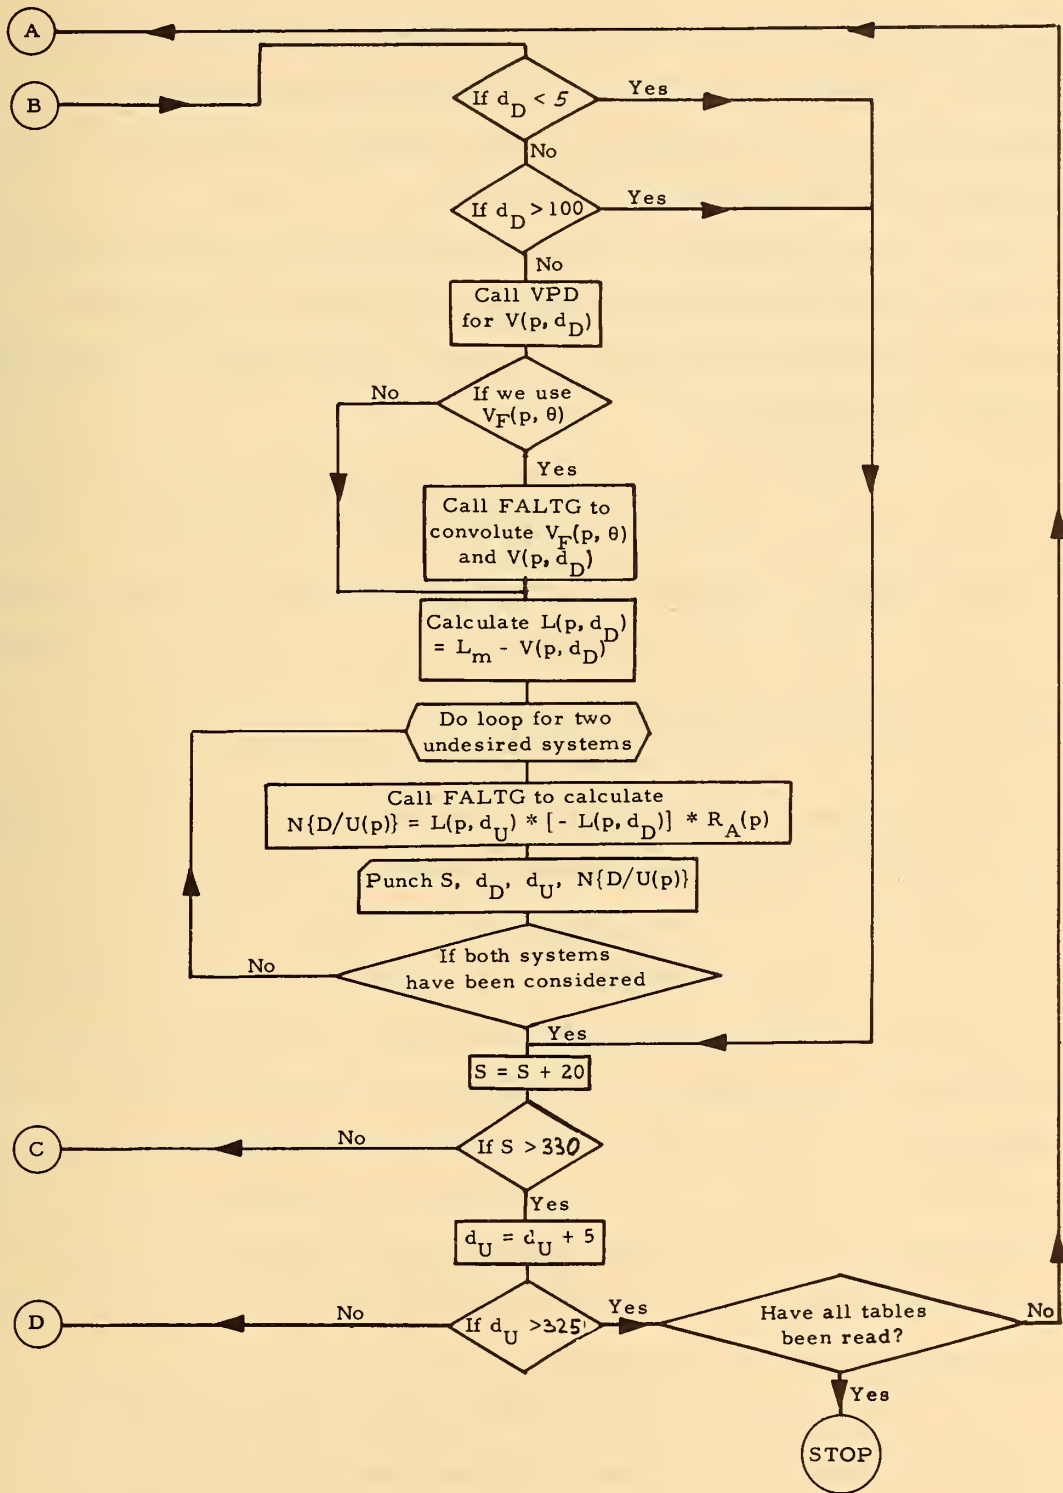 A
B
If d_D < 5
Yes
No
If d_D > 100
Yes
No
Call VPD
for V(p, d_D)
No
If we use
V_F(p, θ)
Yes
Call FALTG to
convolute V_F(p, θ)
and V(p, d_D)
Calculate L(p, d_D)
= L_m - V(p, d_D)
Do loop for two
undesired systems
Call FALTG to calculate
N{D/U(p)} = L(p, d_U) * [- L(p, d_D)] * R_A(p)
Punch S, d_D, d_U, N{D/U(p)}
If both systems
have been considered
No
Yes
S = S + 20
C
No
If S > 330
Yes
d_U = d_U + 5
D
No
If d_U > 325
Yes
Have all tables
been read?
No
Yes
STOP